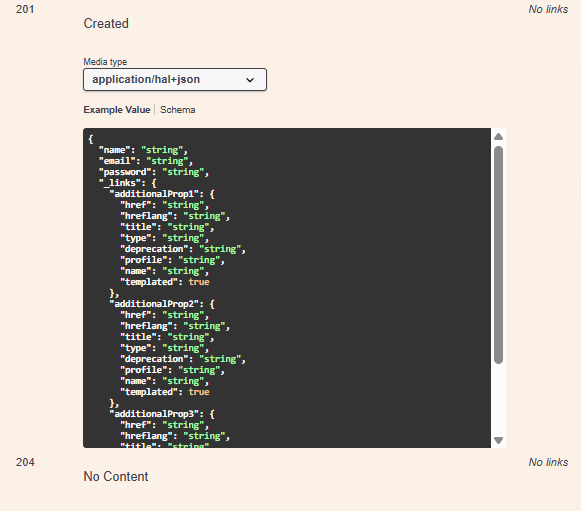 201 No links
Created
Media type
application/hal+json
Example Value Schema
{
  "name": "string",
  "email": "string",
  "password": "string",
  "_links": {
    "additionalProp1": {
      "href": "string",
      "hreflang": "string",
      "title": "string",
      "type": "string",
      "deprecation": "string",
      "profile": "string",
      "name": "string",
      "templated": true
    },
    "additionalProp2": {
      "href": "string",
      "hreflang": "string",
      "title": "string",
      "type": "string",
      "deprecation": "string",
      "profile": "string",
      "name": "string",
      "templated": true
    },
    "additionalProp3": {
      "href": "string",
      "hreflang": "string",
      "title": "string"
204 No links
No Content